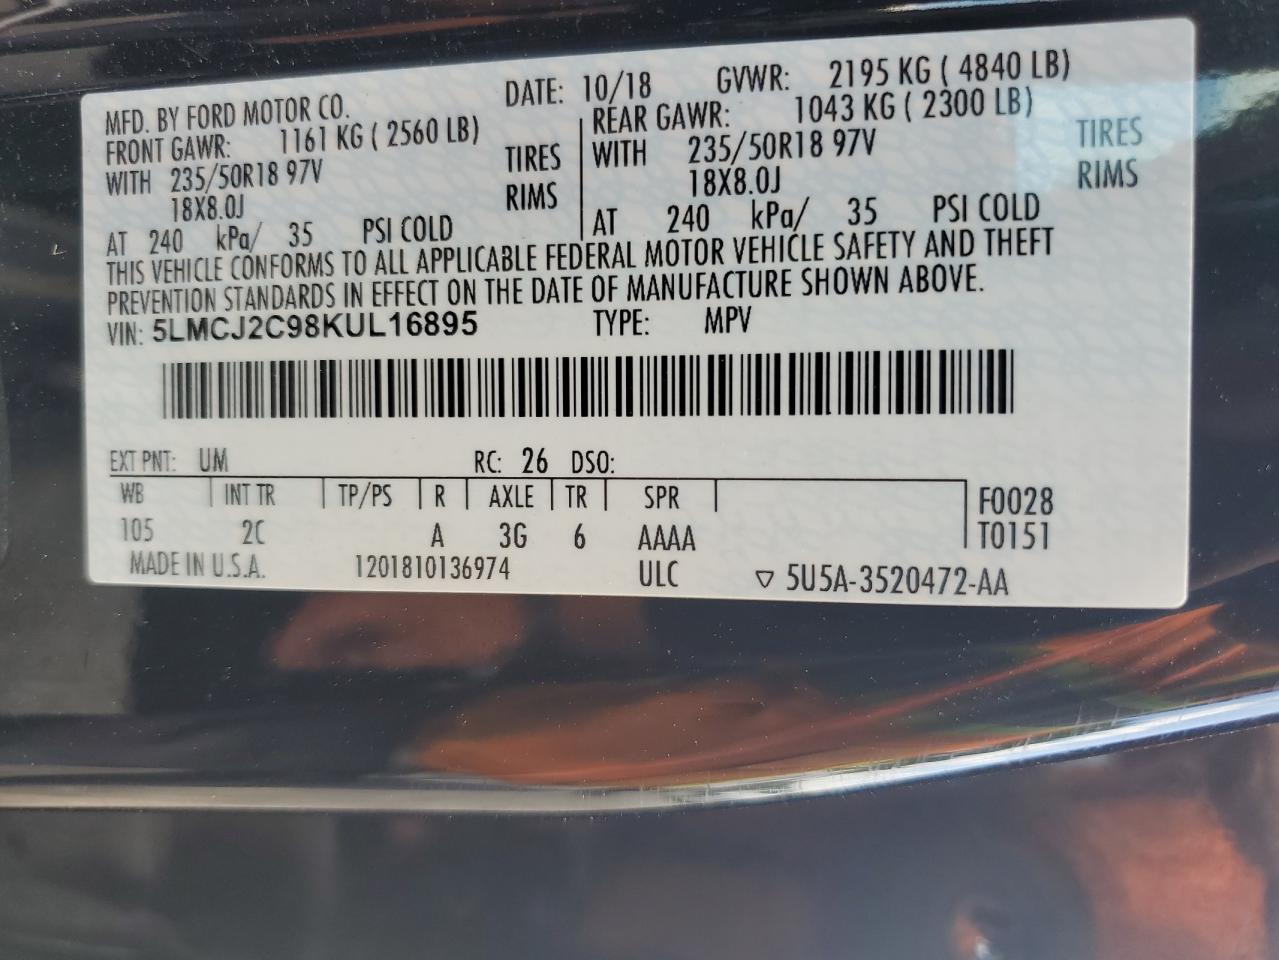 MFD. BY FORD MOTOR CO. DATE: 10/18 GVWR: 2195 KG ( 4840 LB)
FRONT GAWR: 1161 KG ( 2560 LB) REAR GAWR: 1043 KG ( 2300 LB)
WITH 235/50R18 97V TIRES WITH 235/50R18 97V TIRES
18X8.0J RIMS 18X8.0J RIMS
AT 240 kPa/ 35 PSI COLD AT 240 kPa/ 35 PSI COLD
THIS VEHICLE CONFORMS TO ALL APPLICABLE FEDERAL MOTOR VEHICLE SAFETY AND THEFT
PREVENTION STANDARDS IN EFFECT ON THE DATE OF MANUFACTURE SHOWN ABOVE.
VIN: 5LMCJ2C98KUL16895 TYPE: MPV
EXT PNT: UM RC: 26 DSO:
WB INT TR TP/PS R AXLE TR SPR F0028
105 2C A 3G 6 AAAA T0151
MADE IN U.S.A. 1201810136974 ULC ▽ 5U5A-3520472-AA